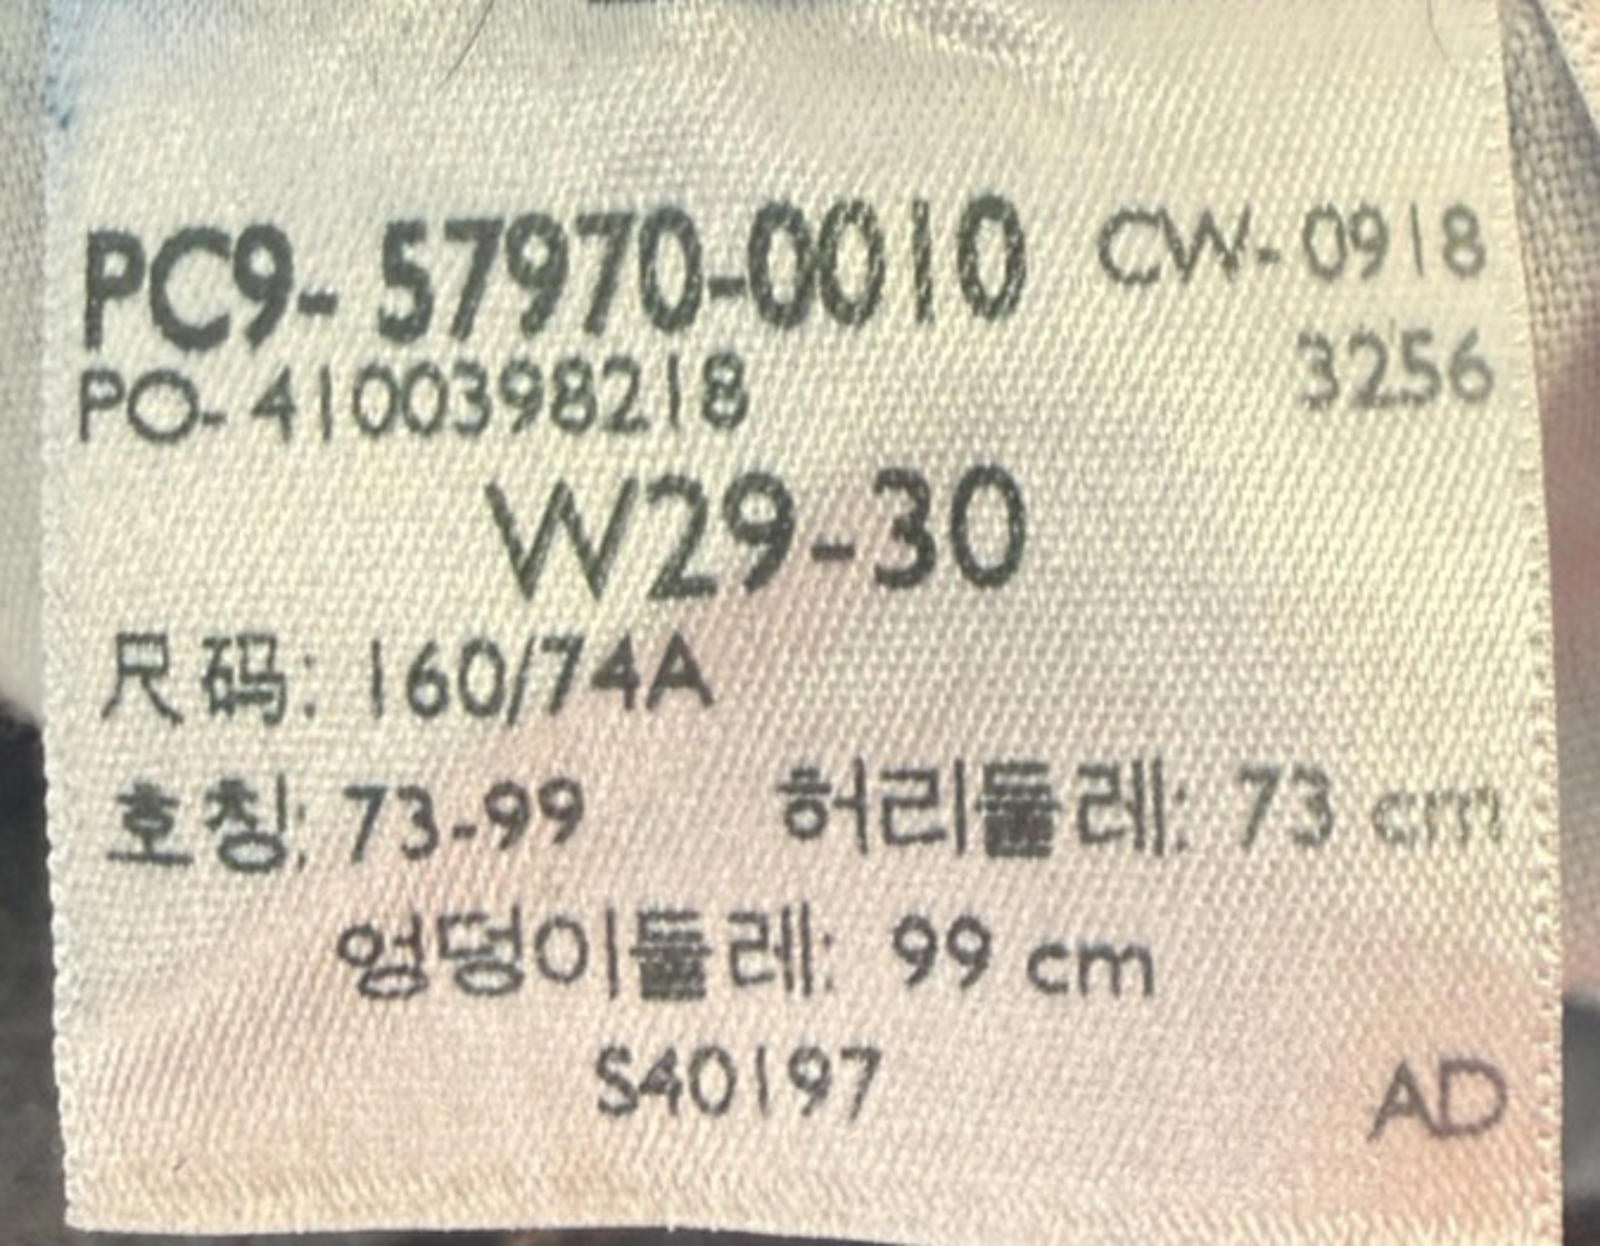 PC9- 57970-0010 CW- 0918
3256
PO- 4100398218
W29-30
尺码: 160/74A
호칭: 73-99 허리둘레: 73 cm
엉덩이둘레: 99 cm
S40197 AD